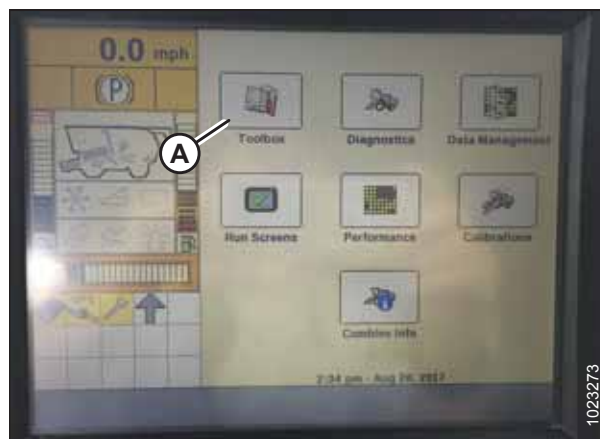 0.0 mph
(P)
A
Toolbox
Diagnostics
Data Management
Run Screens
Performance
Calibrations
Combine Info
2:34 pm - Aug 24, 2017
1023273